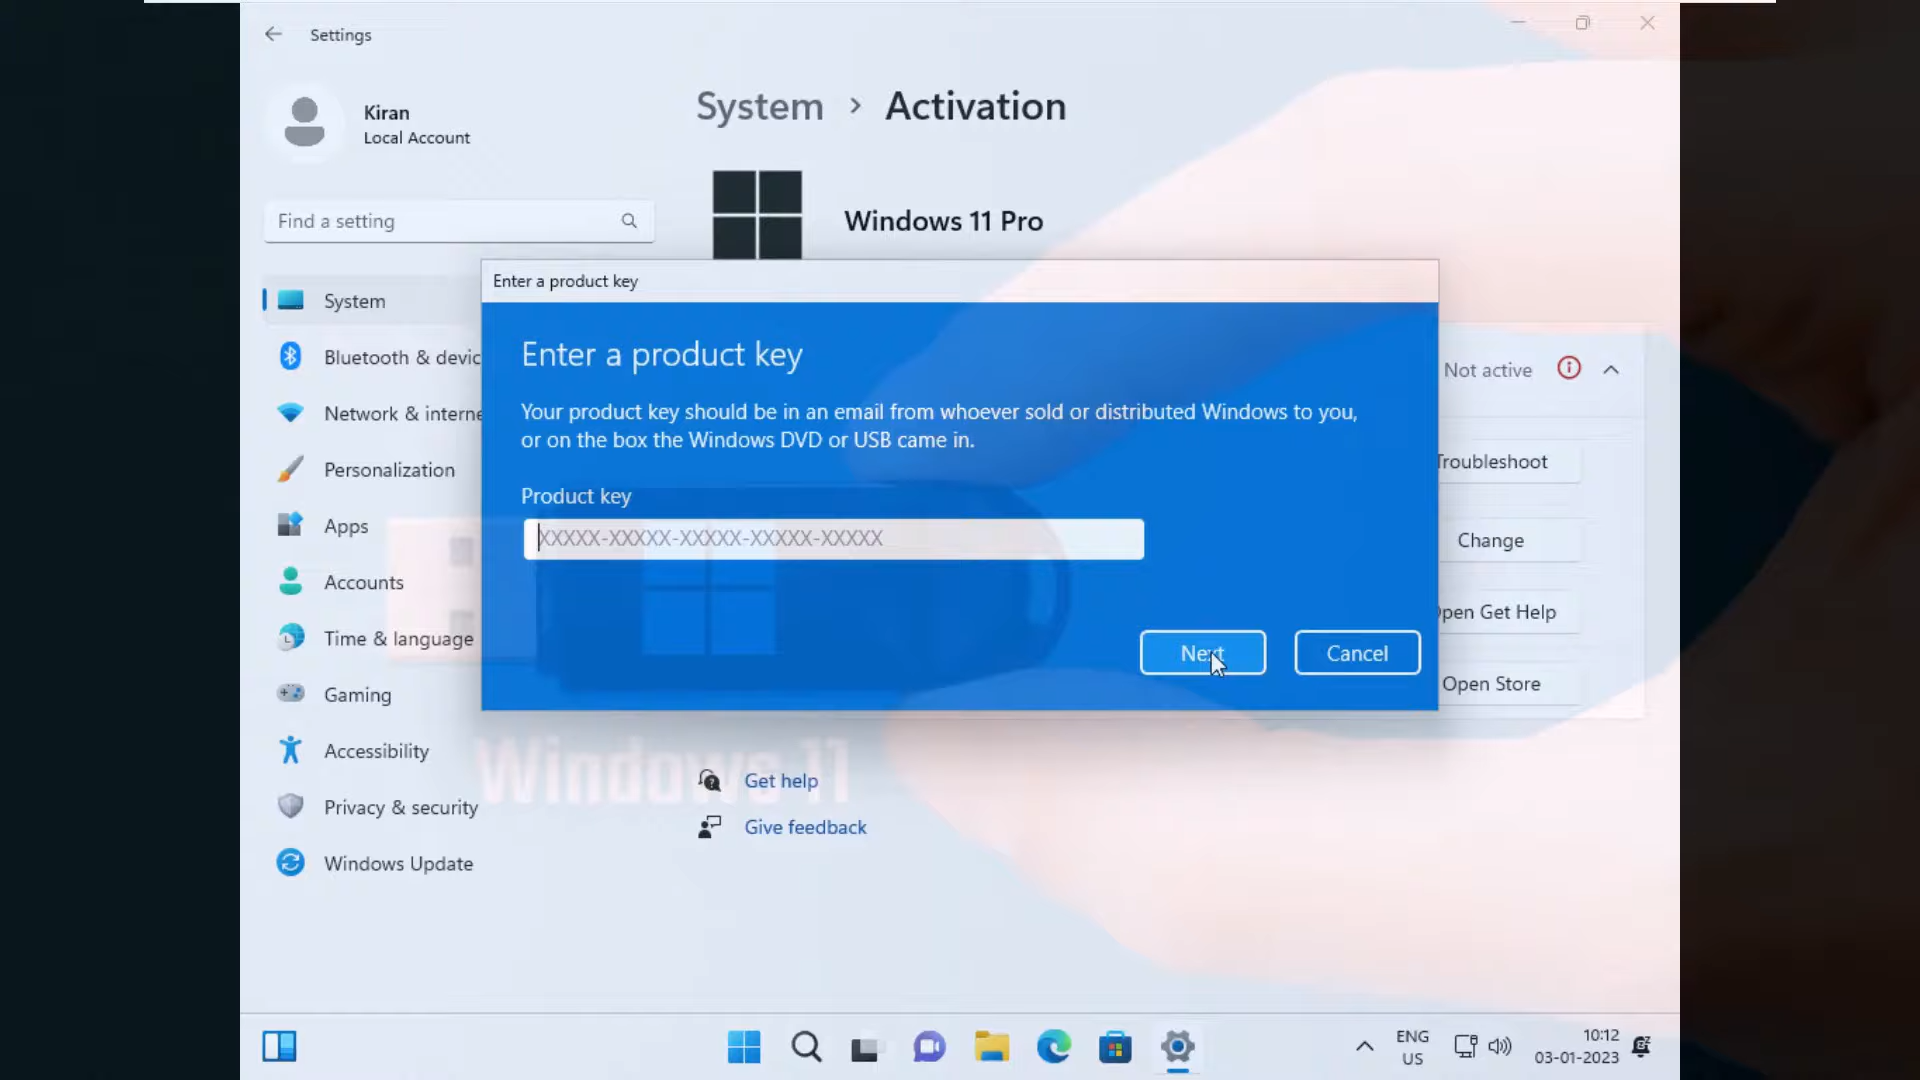 Settings
Kiran
Local Account
Find a setting
System
Bluetooth & devic
Network & interne
Personalization
Apps
Accounts
Time & language
Gaming
Accessibility
Privacy & security
Windows Update
System > Activation
Windows 11 Pro
Enter a product key
Enter a product key
Your product key should be in an email from whoever sold or distributed Windows to you,
or on the box the Windows DVD or USB came in.
Product key
XXXXX-XXXXX-XXXXX-XXXXX-XXXXX
Next
Cancel
Not active
Troubleshoot
Change
Open Get Help
Open Store
Windows 11
Get help
Give feedback
ENG
US
10:12
03-01-2023